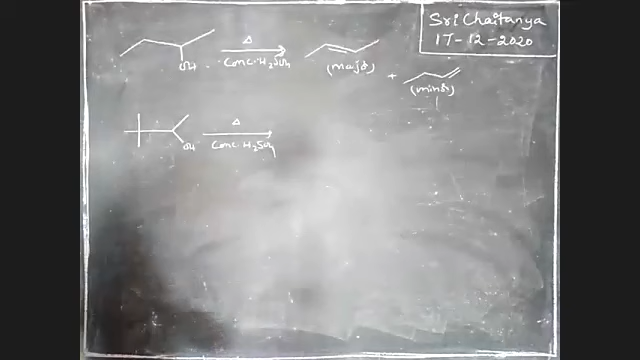 Sri Chaitanya
17-12-2020
Δ
OH
Conc. H₂SO₄
(major)
+
(minor)
Δ
OH
Conc. H₂SO₄